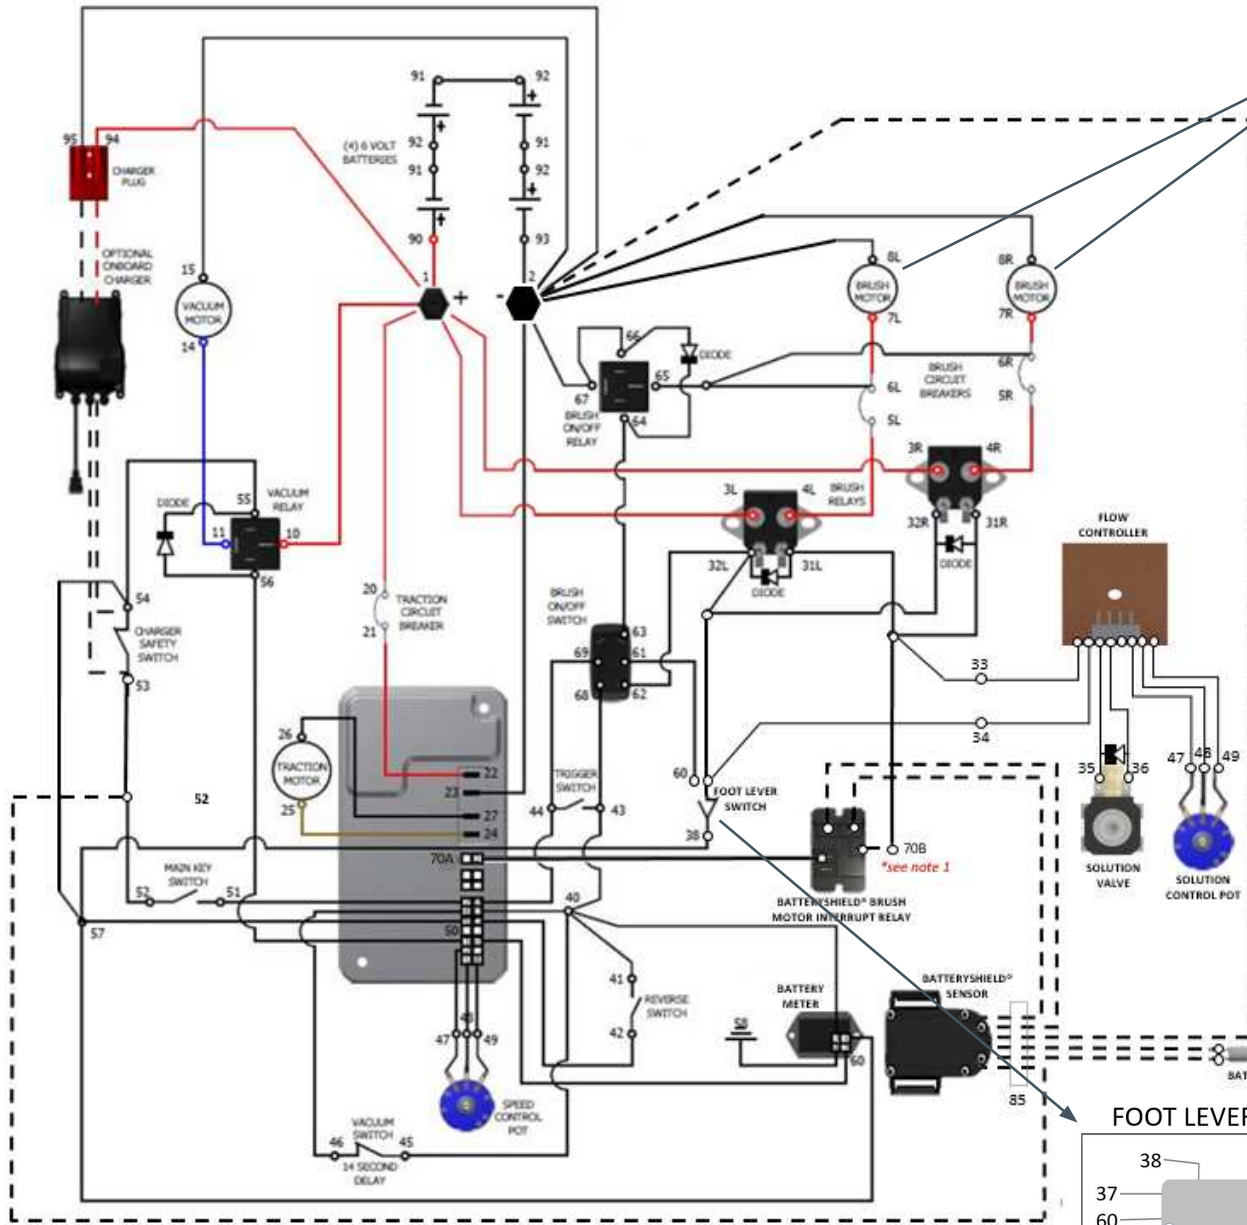 91
92
+
+
95
94
(4) 6 VOLT
BATTERIES
92
91
91
92
CHARGER
PLUG
+
+
90
93
OPTIONAL
ONBOARD
CHARGER
15
1
+
-
2
VACUUM
MOTOR
14
8L
BRUSH
MOTOR
7L
8R
BRUSH
MOTOR
7R
66
DIODE
67
65
64
BRUSH
ON/OFF
RELAY
BRUSH
CIRCUIT
BREAKERS
6L
5L
6R
5R
3R
4R
DIODE
55
VACUUM
RELAY
11
10
56
3L
4L
BRUSH
RELAYS
32R
31R
DIODE
32L
31L
DIODE
FLOW
CONTROLLER
54
CHARGER
SAFETY
SWITCH
53
20
21
TRACTION
CIRCUIT
BREAKER
BRUSH
ON/OFF
SWITCH
63
69
61
68
62
33
34
26
TRACTION
MOTOR
25
22
23
27
24
TRIGGER
SWITCH
44
43
60
FOOT LEVER
SWITCH
38
35
36
47
48
49
SOLUTION
VALVE
SOLUTION
CONTROL POT
52
70A
70B
*see note 1
BATTERYSHIELD® BRUSH
MOTOR INTERRUPT RELAY
MAIN KEY
SWITCH
52
51
57
50
40
41
REVERSE
SWITCH
42
BATTERY
METER
58
60
BATTERYSHIELD®
SENSOR
85
BAT
47
48
49
SPEED
CONTROL
POT
VACUUM
SWITCH
46
45
14 SECOND
DELAY
FOOT LEVER
38
37
60